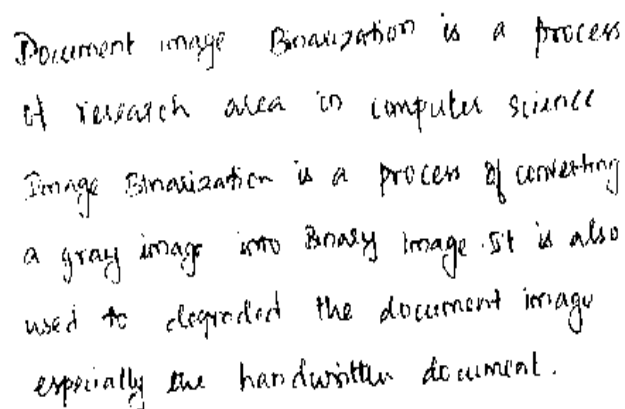 Document image Binarization is a process
of research area in computer science
Image Binarization is a process of converting
a gray image into Binary Image. It is also
used to degraded the document image
especially the handwritten document.